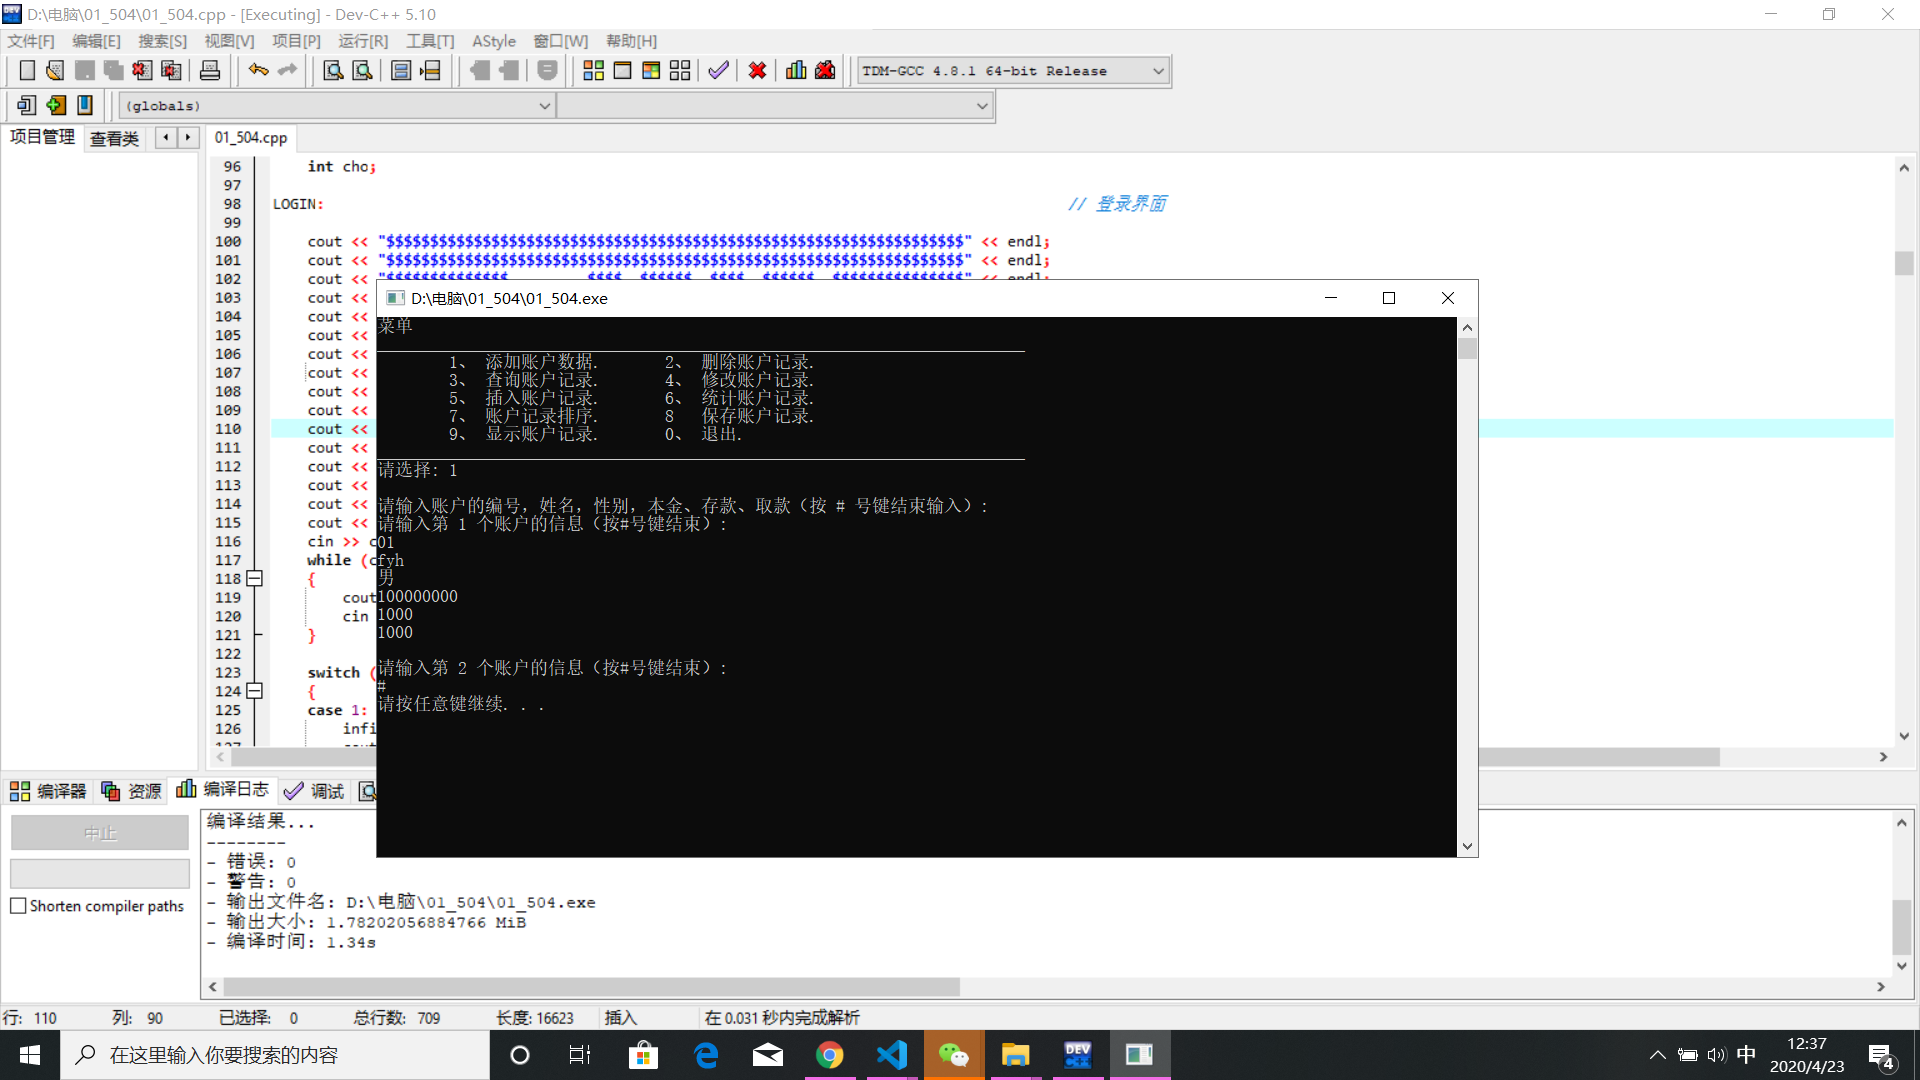 D:\电脑\01_504\01_504.cpp - [Executing] - Dev-C++ 5.10
文件[F] 编辑[E] 搜索[S] 视图[V] 项目[P] 运行[R] 工具[T] AStyle 窗口[W] 帮助[H]
TDM-GCC 4.8.1 64-bit Release
(globals)
项目管理 查看类 01_504.cpp
96 int cho;
97
98 LOGIN: // 登录界面
99
100 cout << "$$$$$$$$$$$$$$$$$$$$$$$$$$$$$$$$$$$$$$$$$$$$$$$$$$$$$$$$$$$$$$$$$$" << endl;
101 cout << "$$$$$$$$$$$$$$$$$$$$$$$$$$$$$$$$$$$$$$$$$$$$$$$$$$$$$$$$$$$$$$$$$$" << endl;
102 cout << "$$$$$$$$$$$$$$ $$$$ $$$$$$ $$$$ $$$$$$ $$$$$$$$$$$$$$$" << endl;
103 cout <<
104 cout <<
105 cout <<
106 cout <<
107 cout <<
108 cout <<
109 cout <<
110 cout <<
111 cout <<
112 cout <<
113 cout <<
114 cout <<
115 cout <<
116 cin >> c
117 while (c
118 {
119 cout
120 cin
121 }
122
123 switch (
124 {
125 case 1:
126 infi
D:\电脑\01_504\01_504.exe
菜单
1、 添加账户数据. 2、 删除账户记录.
3、 查询账户记录. 4、 修改账户记录.
5、 插入账户记录. 6、 统计账户记录.
7、 账户记录排序. 8 保存账户记录.
9、 显示账户记录. 0、 退出.
请选择: 1
请输入账户的编号，姓名，性别，本金、存款、取款（按 # 号键结束输入）:
请输入第 1 个账户的信息（按#号键结束）:
01
fyh
男
100000000
1000
1000
请输入第 2 个账户的信息（按#号键结束）:
#
请按任意键继续. . .
编译器 资源 编译日志 调试
中止
Shorten compiler paths
编译结果...
--------
- 错误: 0
- 警告: 0
- 输出文件名: D:\电脑\01_504\01_504.exe
- 输出大小: 1.78202056884766 MiB
- 编译时间: 1.34s
行: 110 列: 90 已选择: 0 总行数: 709 长度: 16623 插入 在 0.031 秒内完成解析
在这里输入你要搜索的内容
DEV C++
中
12:37
2020/4/23
4